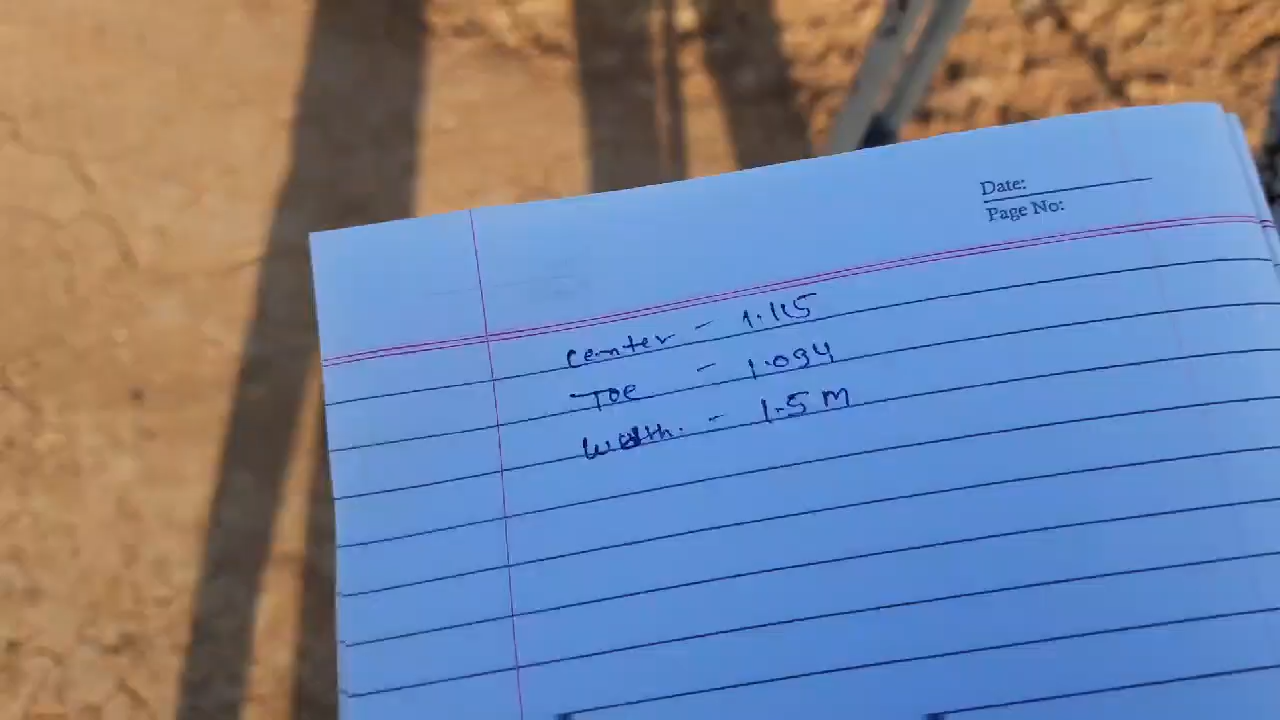 Date:
Page No:
Center - 1.115
Toe - 1.094
Width. - 1.5 m